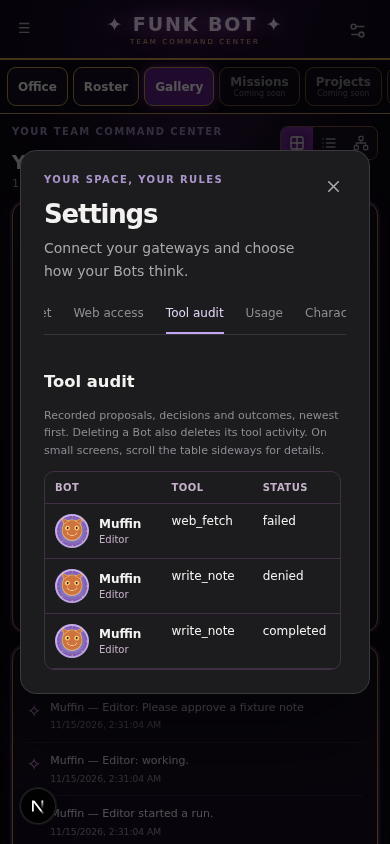 ✦ FUNK BOT ✦
TEAM COMMAND CENTER
Office
Roster
Gallery
Missions
Coming soon
Projects
Coming soon
YOUR TEAM COMMAND CENTER
YOUR SPACE, YOUR RULES
Settings
Connect your gateways and choose
how your Bots think.
et
Web access
Tool audit
Usage
Charac
Tool audit
Recorded proposals, decisions and outcomes, newest
first. Deleting a Bot also deletes its tool activity. On
small screens, scroll the table sideways for details.
BOT TOOL STATUS
Muffin web_fetch failed
Editor
Muffin write_note denied
Editor
Muffin write_note completed
Editor
Muffin — Editor: Please approve a fixture note
11/15/2026, 2:31:04 AM
Muffin — Editor: working.
11/15/2026, 2:31:04 AM
Muffin — Editor started a run.
11/15/2026, 2:31:04 AM
N